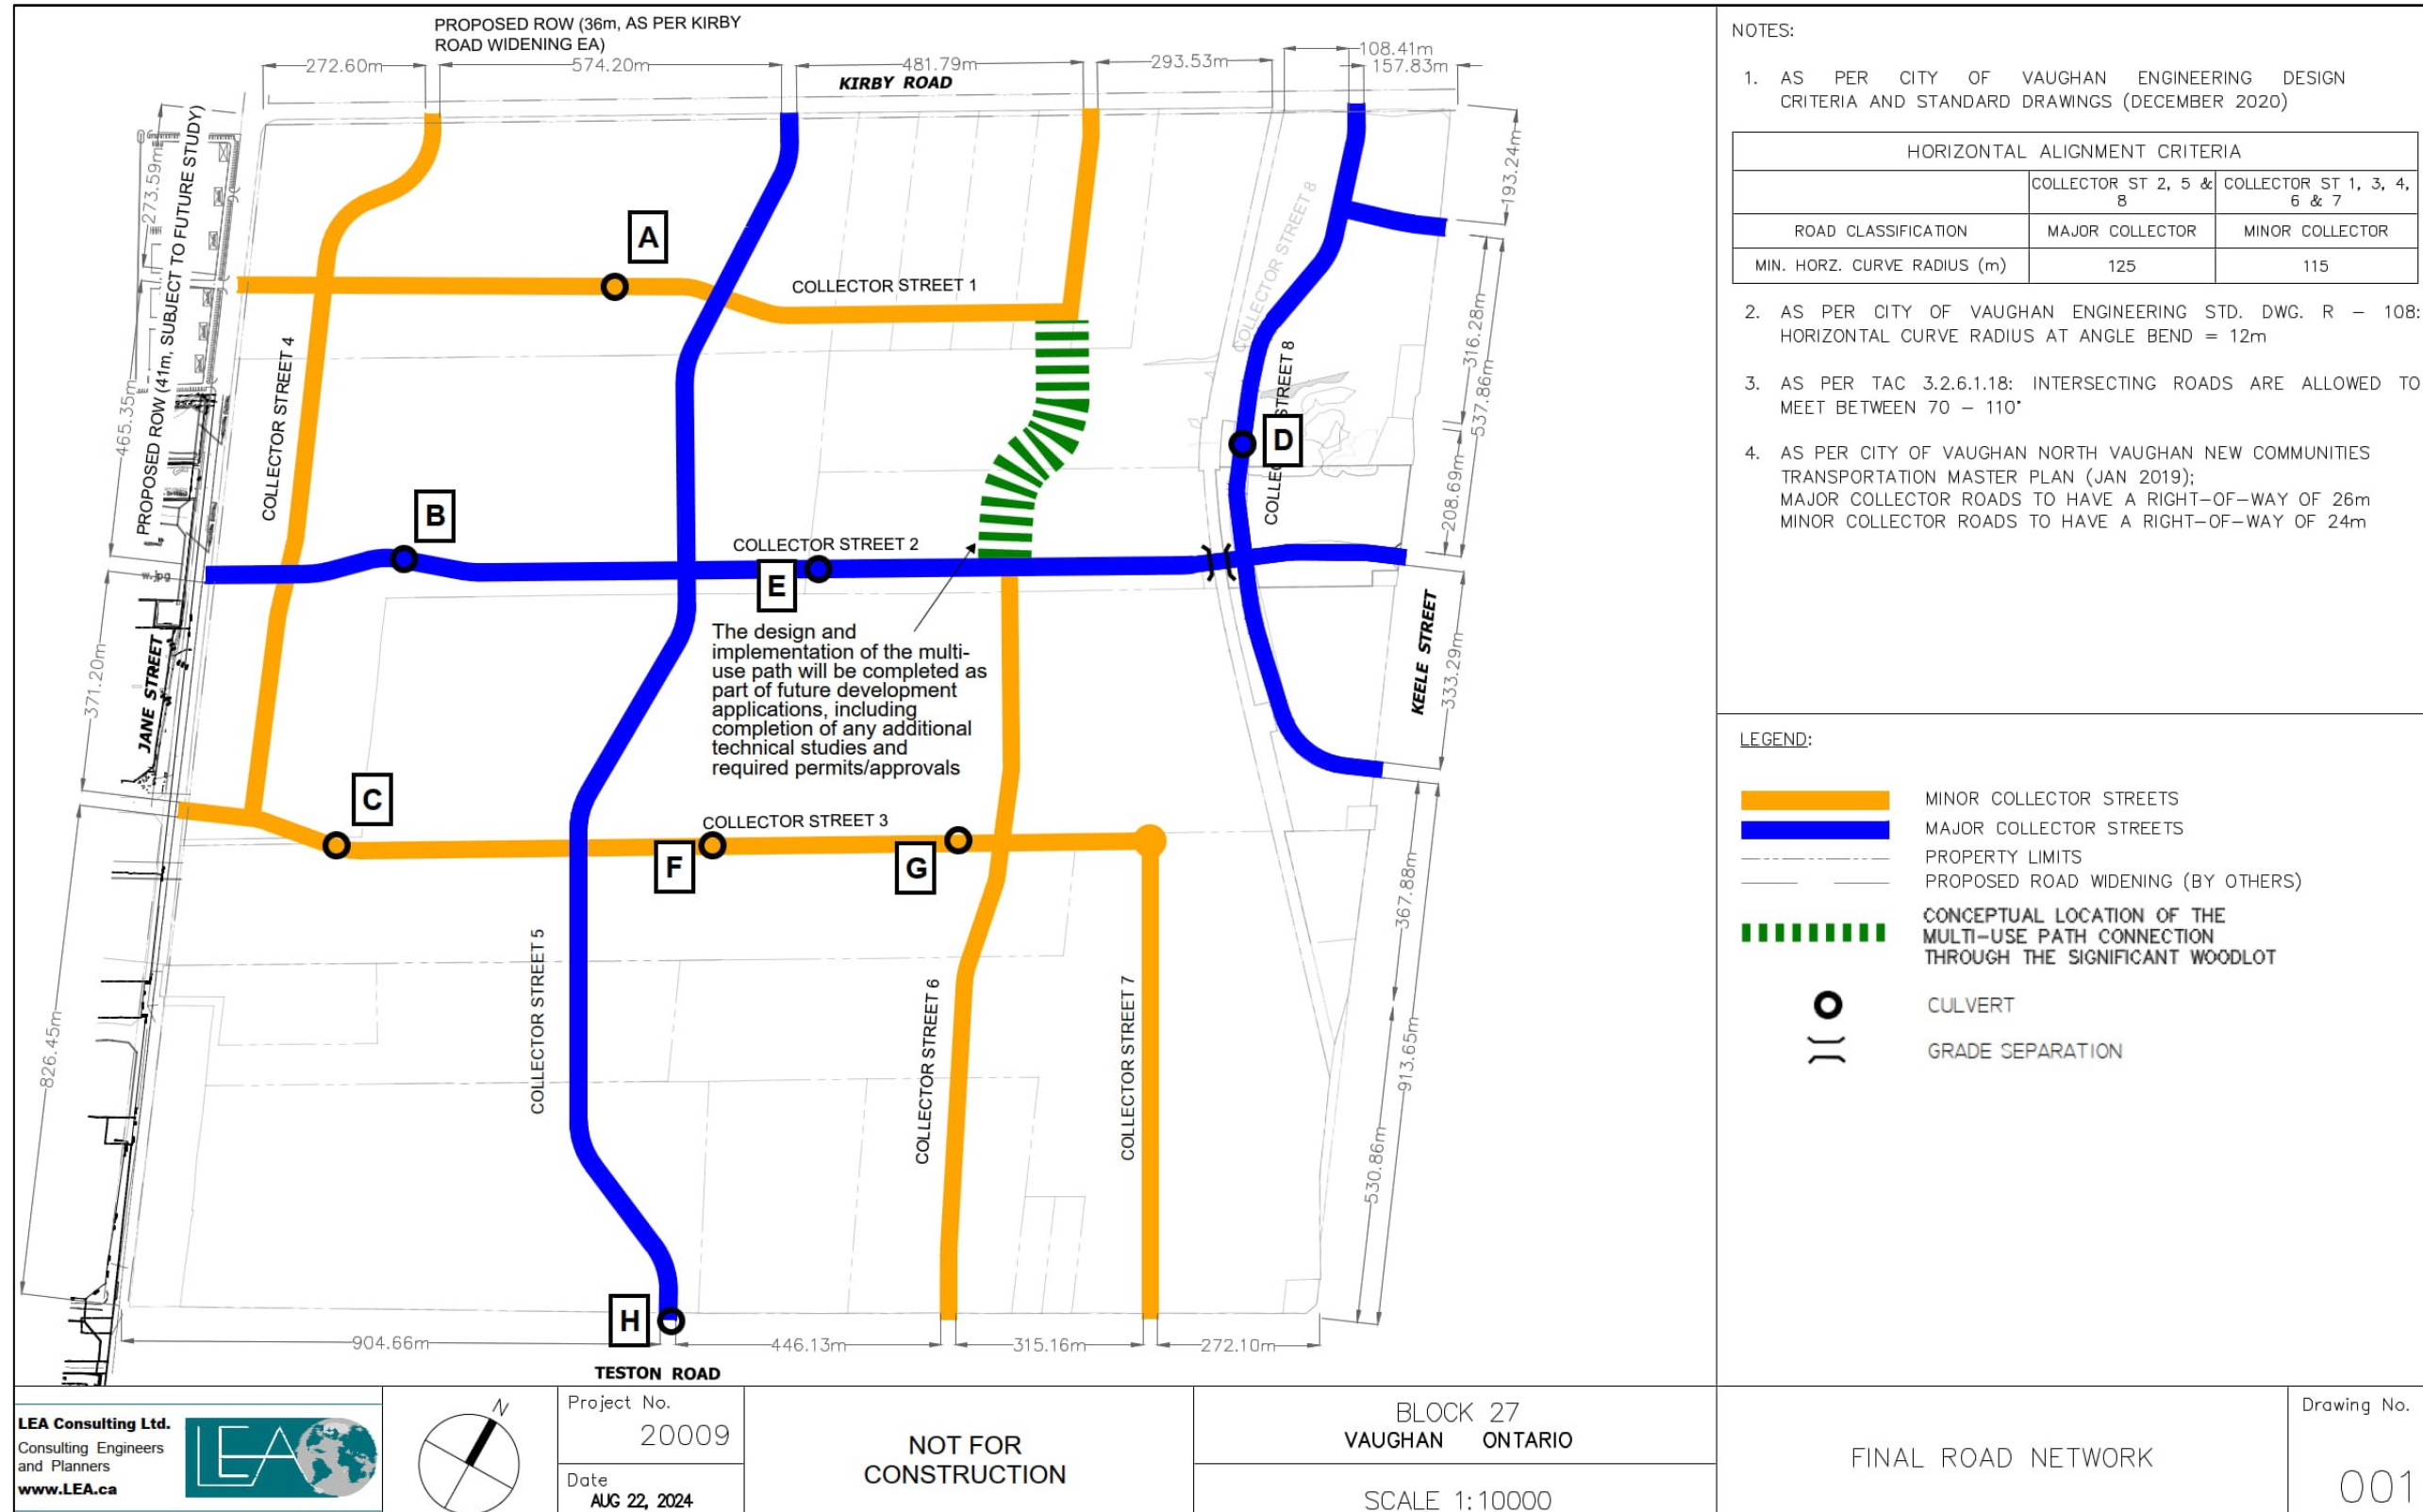 PROPOSED ROW (36m, AS PER KIRBY
ROAD WIDENING EA)
272.60m
574.20m
481.79m
293.53m
108.41m
157.83m
KIRBY ROAD
PROPOSED ROW (41m, SUBJECT TO FUTURE STUDY)
273.59m
465.35m
371.20m
826.45m
JANE STREET
w.jpg
A
COLLECTOR STREET 1
COLLECTOR STREET 4
COLLECTOR STREET 8
COLLECTOR STREET 8
193.24m
316.28m
537.86m
208.69m
D
B
COLLECTOR STREET 2
E
The design and
implementation of the multi-
use path will be completed as
part of future development
applications, including
completion of any additional
technical studies and
required permits/approvals
KEELE STREET
333.29m
C
COLLECTOR STREET 3
F
G
367.88m
913.65m
530.86m
COLLECTOR STREET 5
COLLECTOR STREET 6
COLLECTOR STREET 7
H
904.66m
446.13m
315.16m
272.10m
TESTON ROAD
NOTES:
1. AS PER CITY OF VAUGHAN ENGINEERING DESIGN
CRITERIA AND STANDARD DRAWINGS (DECEMBER 2020)
HORIZONTAL ALIGNMENT CRITERIA
COLLECTOR ST 2, 5 & COLLECTOR ST 1, 3, 4,
8 6 & 7
ROAD CLASSIFICATION MAJOR COLLECTOR MINOR COLLECTOR
MIN. HORZ. CURVE RADIUS (m) 125 115
2. AS PER CITY OF VAUGHAN ENGINEERING STD. DWG. R – 108:
HORIZONTAL CURVE RADIUS AT ANGLE BEND = 12m
3. AS PER TAC 3.2.6.1.18: INTERSECTING ROADS ARE ALLOWED TO
MEET BETWEEN 70 – 110°
4. AS PER CITY OF VAUGHAN NORTH VAUGHAN NEW COMMUNITIES
TRANSPORTATION MASTER PLAN (JAN 2019);
MAJOR COLLECTOR ROADS TO HAVE A RIGHT–OF–WAY OF 26m
MINOR COLLECTOR ROADS TO HAVE A RIGHT–OF–WAY OF 24m
LEGEND:
MINOR COLLECTOR STREETS
MAJOR COLLECTOR STREETS
PROPERTY LIMITS
PROPOSED ROAD WIDENING (BY OTHERS)
CONCEPTUAL LOCATION OF THE
MULTI–USE PATH CONNECTION
THROUGH THE SIGNIFICANT WOODLOT
CULVERT
GRADE SEPARATION
LEA Consulting Ltd.
Consulting Engineers
and Planners
www.LEA.ca
LEA
N
Project No.
20009
Date
AUG 22, 2024
NOT FOR
CONSTRUCTION
BLOCK 27
VAUGHAN ONTARIO
SCALE 1:10000
FINAL ROAD NETWORK
Drawing No.
001